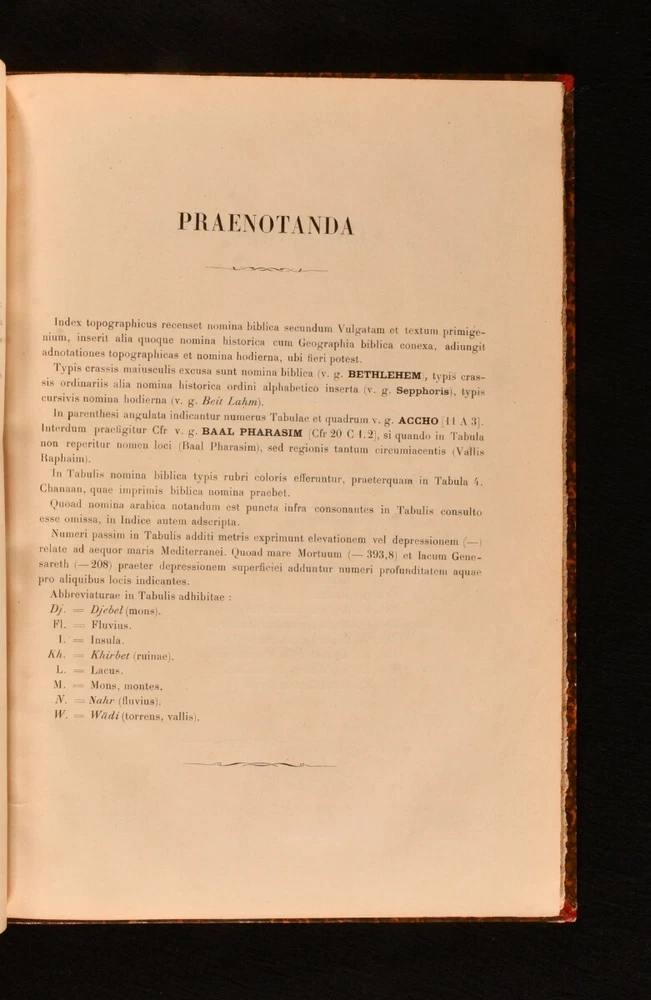 PRAENOTANDA
Index topographicus recenset nomina biblica secundum Vulgatam et textum primige-
nium, inserit alia quoque nomina historica cum Geographia biblica conexa, adiungit
adnotationes topographicas et nomina hodierna, ubi fieri potest.
Typis crassis maiusculis excusa sunt nomina biblica (v. g. BETHLEHEM), typis cras-
sis ordinariis alia nomina historica ordini alphabetico inserta (v. g. Sepphoris), typis
cursivis nomina hodierna (v. g. Beit Lahm).
In parenthesi angulata indicantur numerus Tabulae et quadrum v. g. ACCHO [11 A 3].
Interdum praefigitur Cfr v. g. BAAL PHARASIM [Cfr 20 C 1.2], si quando in Tabula
non reperitur nomen loci (Baal Pharasim), sed regionis tantum circumiacentis (Vallis
Raphaim).
In Tabulis nomina biblica typis rubri coloris efferuntur, praeterquam in Tabula 4.
Chanaan, quae imprimis biblica nomina praebet.
Quoad nomina arabica notandum est puncta infra consonantes in Tabulis consulto
esse omissa, in Indice autem adscripta.
Numeri passim in Tabulis additi metris exprimunt elevationem vel depressionem (—)
relate ad aequor maris Mediterranei. Quoad mare Mortuum (— 393,8) et lacum Gene-
sareth (— 208) praeter depressionem superficiei adduntur numeri profunditatem aquae
pro aliquibus locis indicantes.
Abbreviaturae in Tabulis adhibitae :
Dj. = Djebel (mons).
Fl. = Fluvius.
I. = Insula.
Kh. = Khirbet (ruinae).
L. = Lacus.
M. = Mons, montes.
N. = Nahr (fluvius).
W. = Wādi (torrens, vallis).